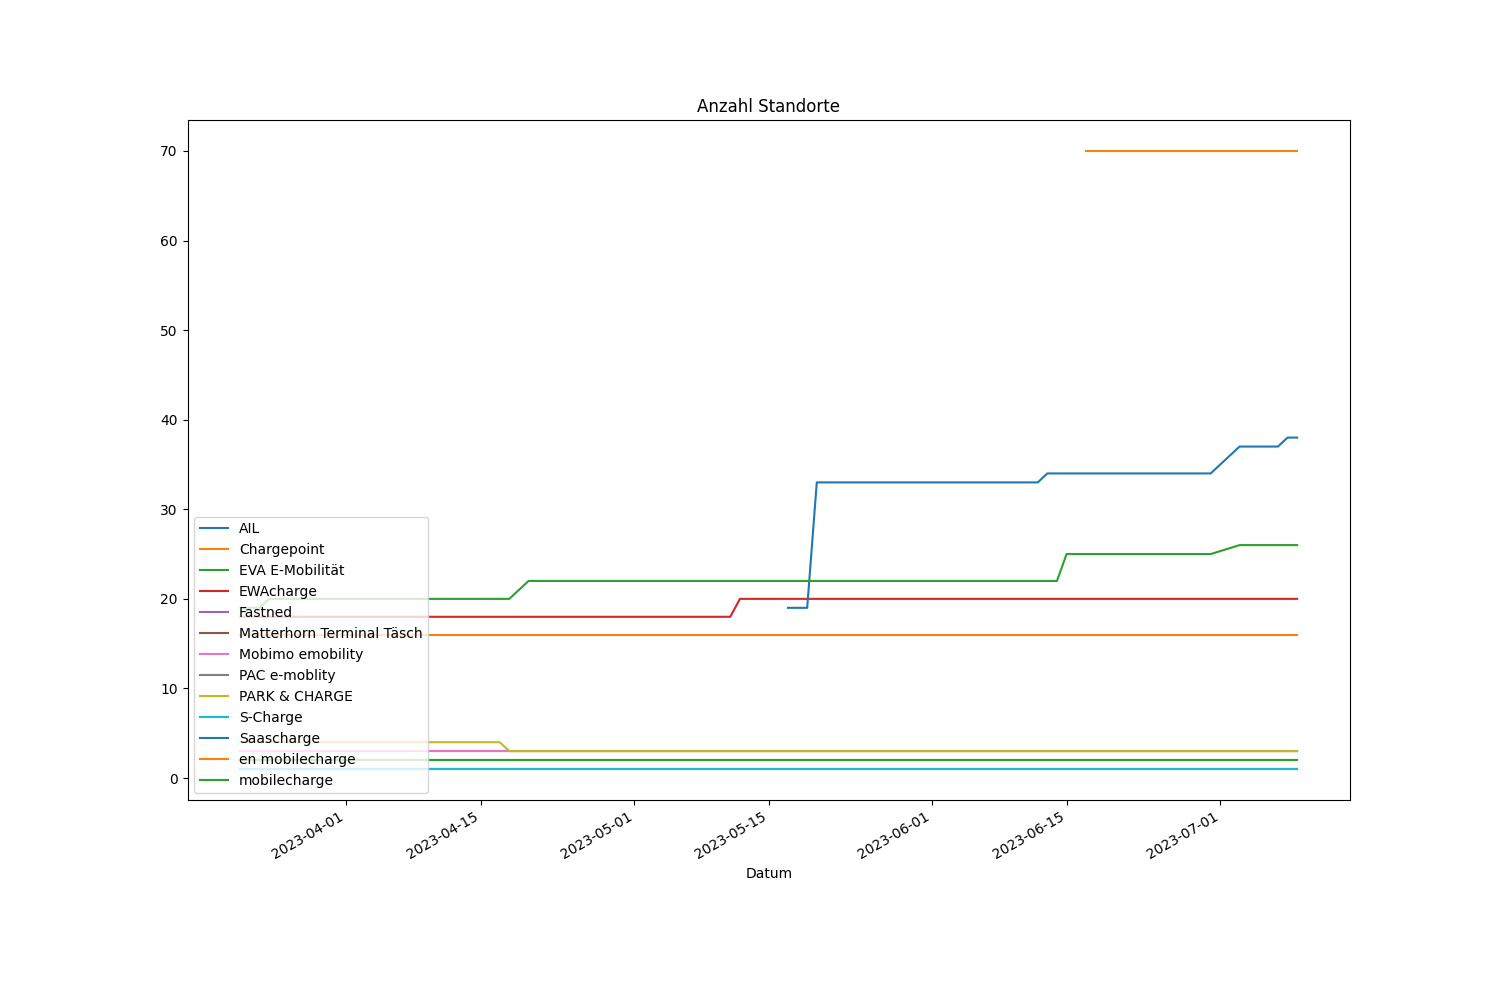 Anzahl Standorte
70
60
50
40
30
20
10
0
AIL
Chargepoint
EVA E-Mobilität
EWAcharge
Fastned
Matterhorn Terminal Täsch
Mobimo emobility
PAC e-moblity
PARK & CHARGE
S-Charge
Saascharge
en mobilecharge
mobilecharge
2023-04-01
2023-04-15
2023-05-01
2023-05-15
2023-06-01
2023-06-15
2023-07-01
Datum